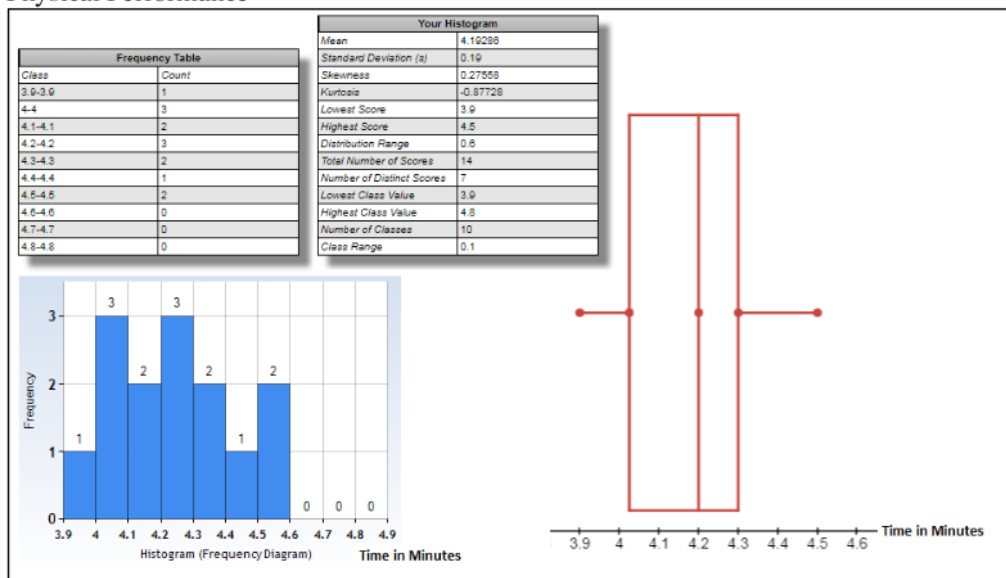 Physical Performance
Frequency Table
Class Count
3.9-3.9 1
4-4 3
4.1-4.1 2
4.2-4.2 3
4.3-4.3 2
4.4-4.4 1
4.5-4.5 2
4.6-4.6 0
4.7-4.7 0
4.8-4.8 0
Your Histogram
Mean 4.19286
Standard Deviation (s) 0.19
Skewness 0.27558
Kurtosis -0.87728
Lowest Score 3.9
Highest Score 4.5
Distribution Range 0.6
Total Number of Scores 14
Number of Distinct Scores 7
Lowest Class Value 3.9
Highest Class Value 4.8
Number of Classes 10
Class Range 0.1
Frequency
3
2
1
0
1 3 2 3 2 1 2 0 0 0
3.9 4 4.1 4.2 4.3 4.4 4.5 4.6 4.7 4.8 4.9
Histogram (Frequency Diagram) Time in Minutes
3.9 4 4.1 4.2 4.3 4.4 4.5 4.6 Time in Minutes